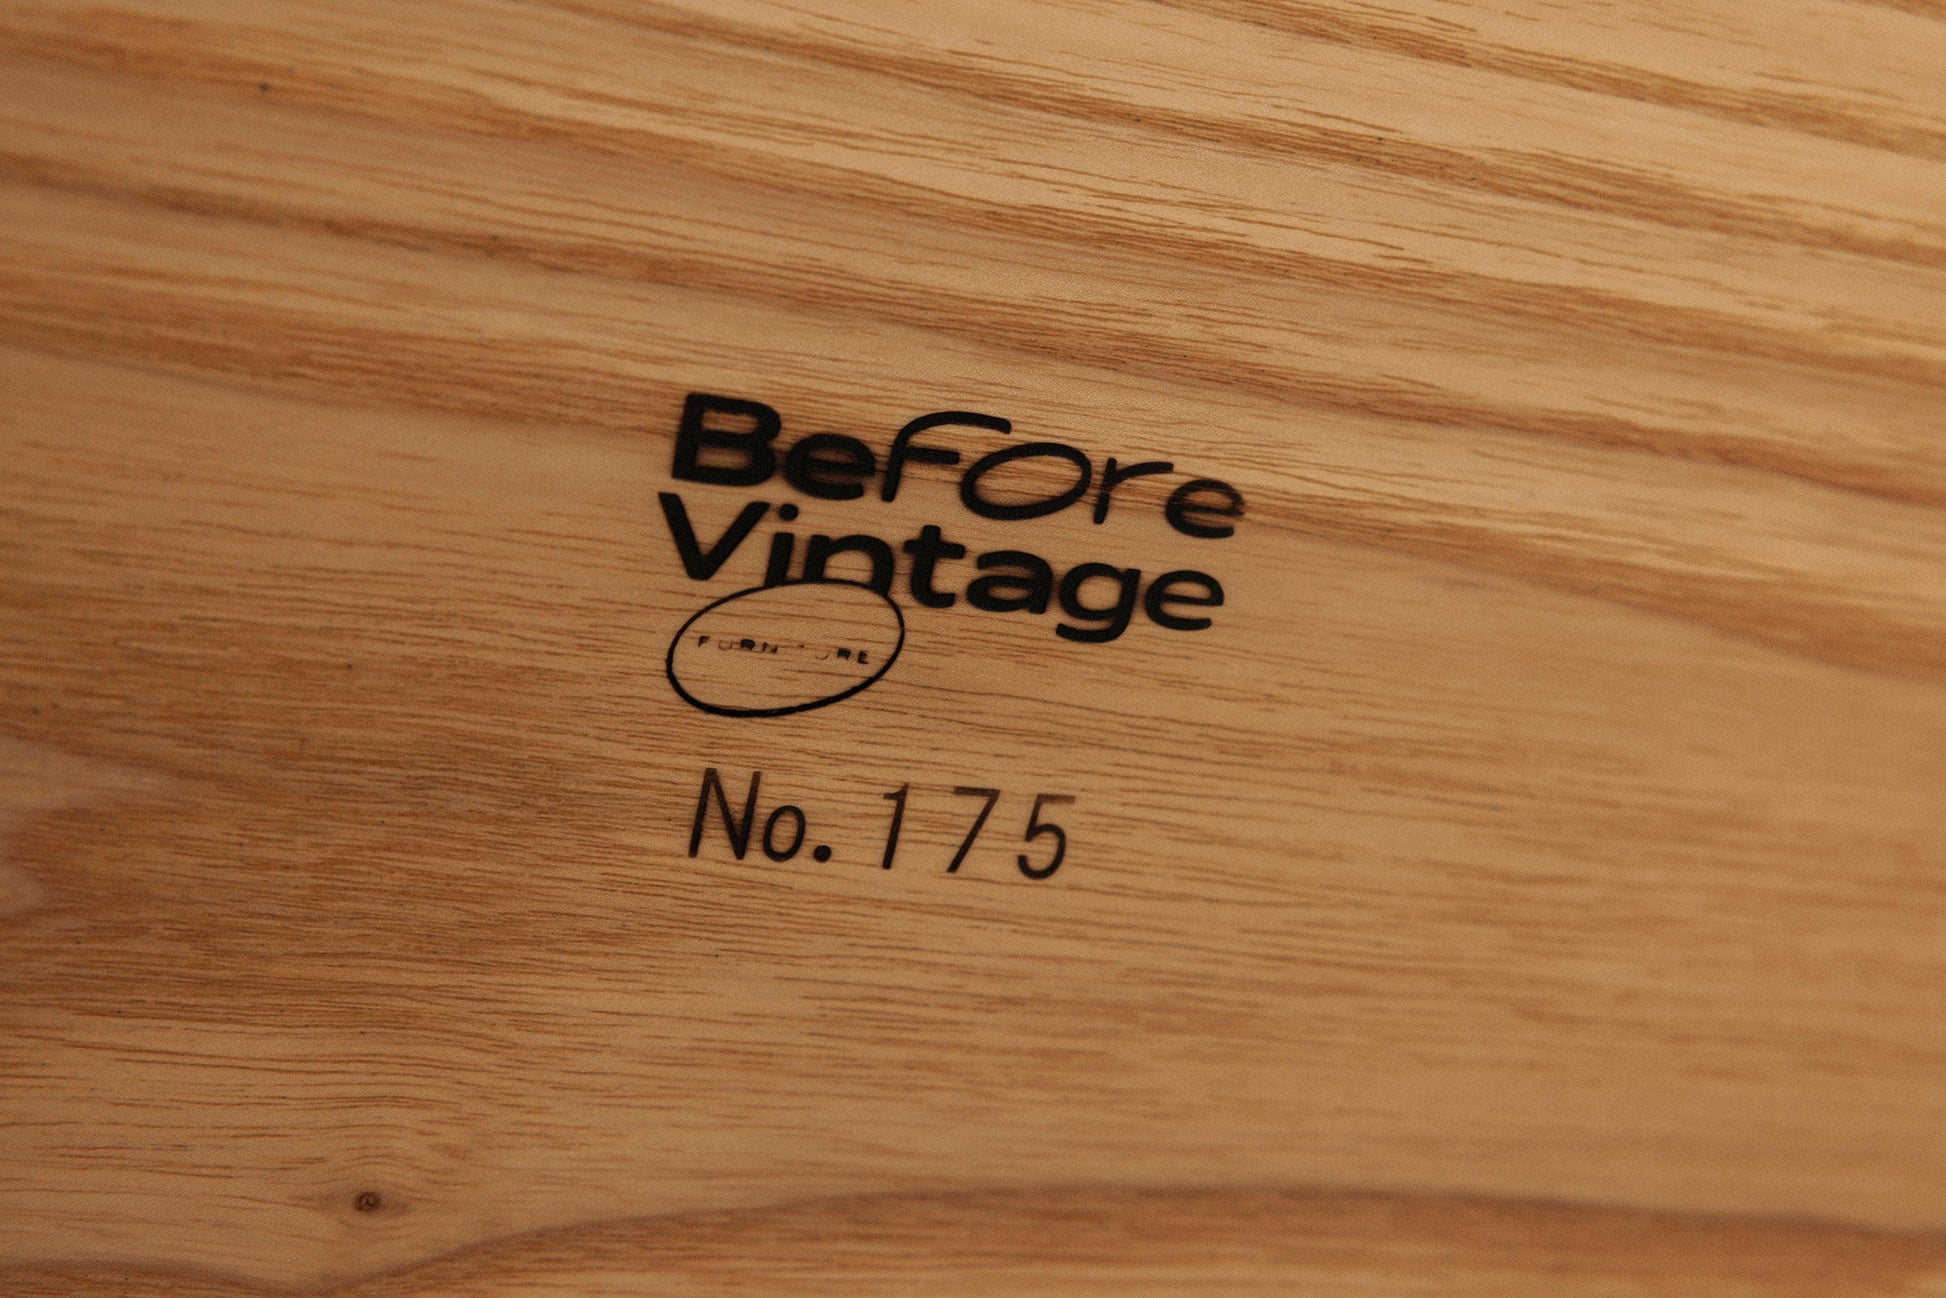 Before
Vintage
FURNITURE
No. 175